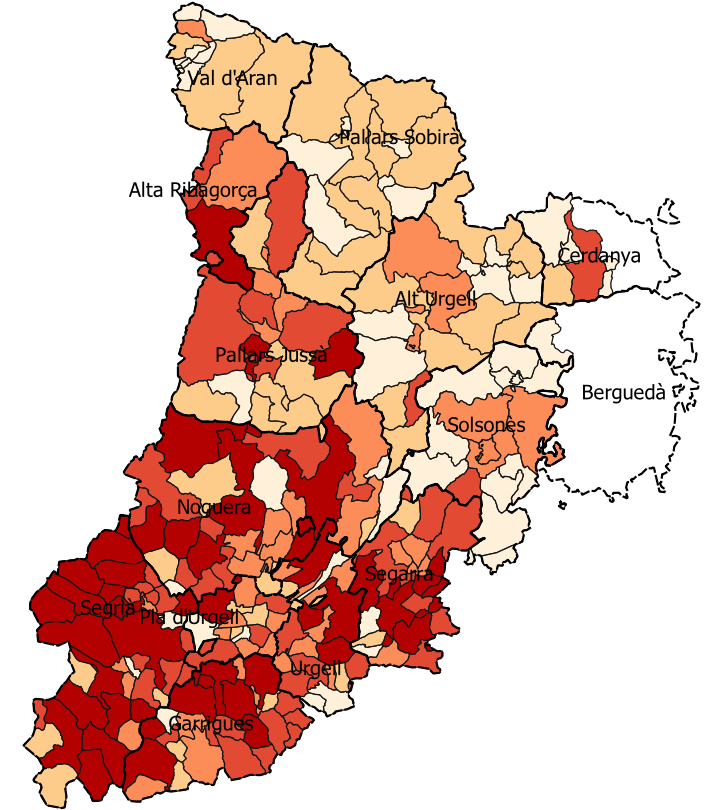 Val d'Aran
Pallars Sobirà
Alta Ribagorça
Cerdanya
Alt Urgell
Pallars Jussà
Berguedà
Solsonès
Noguera
Segarra
Segrià
Pla d'Urgell
Urgell
Garrigues